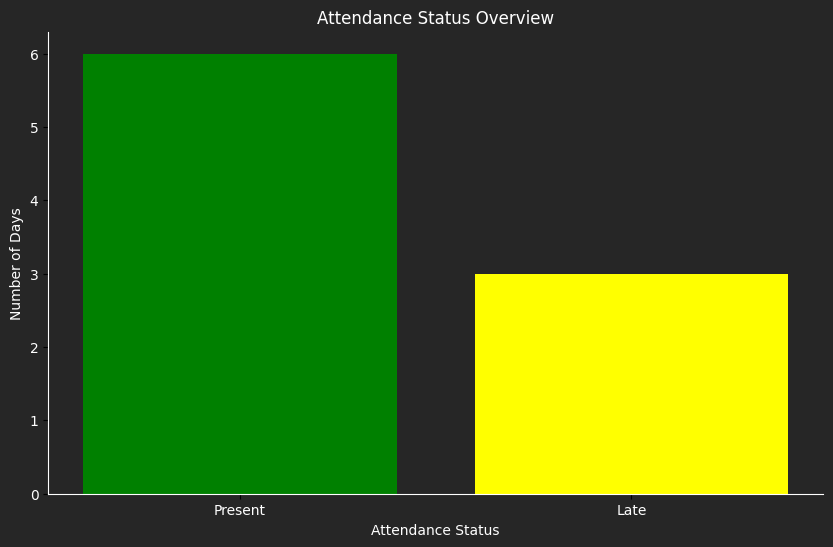 Attendance Status Overview
6
5
4
3
2
1
0
Number of Days
Present Late
Attendance Status